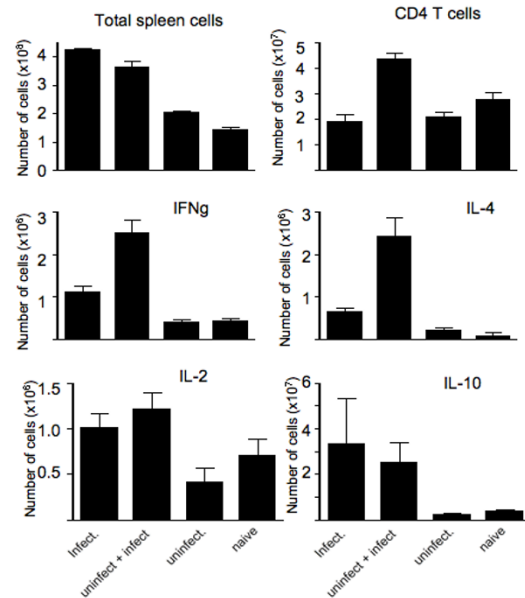 Total spleen cells
Number of cells (x10⁸)
4
3
2
1
0
CD4 T cells
Number of cells (x10⁷)
5
4
3
2
1
IFNg
Number of cells (x10⁶)
3
2
1
IL-4
Number of cells (x10⁶)
3
2
1
IL-2
Number of cells (x10⁶)
1.5
1.0
0.5
IL-10
Number of cells (x10⁷)
6
4
2
Infect.
uninfect + infect
uninfect.
naive
Infect.
uninfect + infect
uninfect.
naive